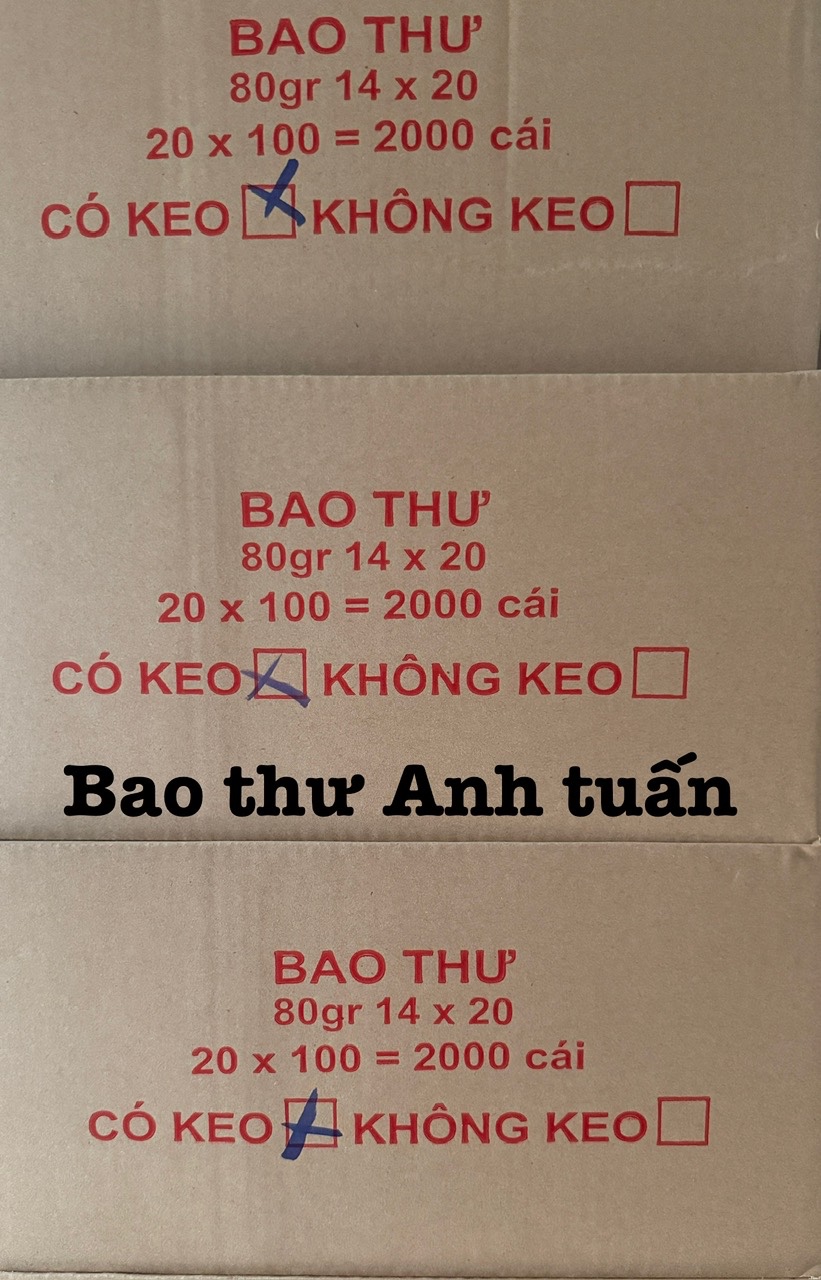 BAO THƯ
80gr 14 x 20
20 x 100 = 2000 cái
CÓ KEO KHÔNG KEO
BAO THƯ
80gr 14 x 20
20 x 100 = 2000 cái
CÓ KEO KHÔNG KEO
Bao thư Anh tuấn
BAO THƯ
80gr 14 x 20
20 x 100 = 2000 cái
CÓ KEO KHÔNG KEO